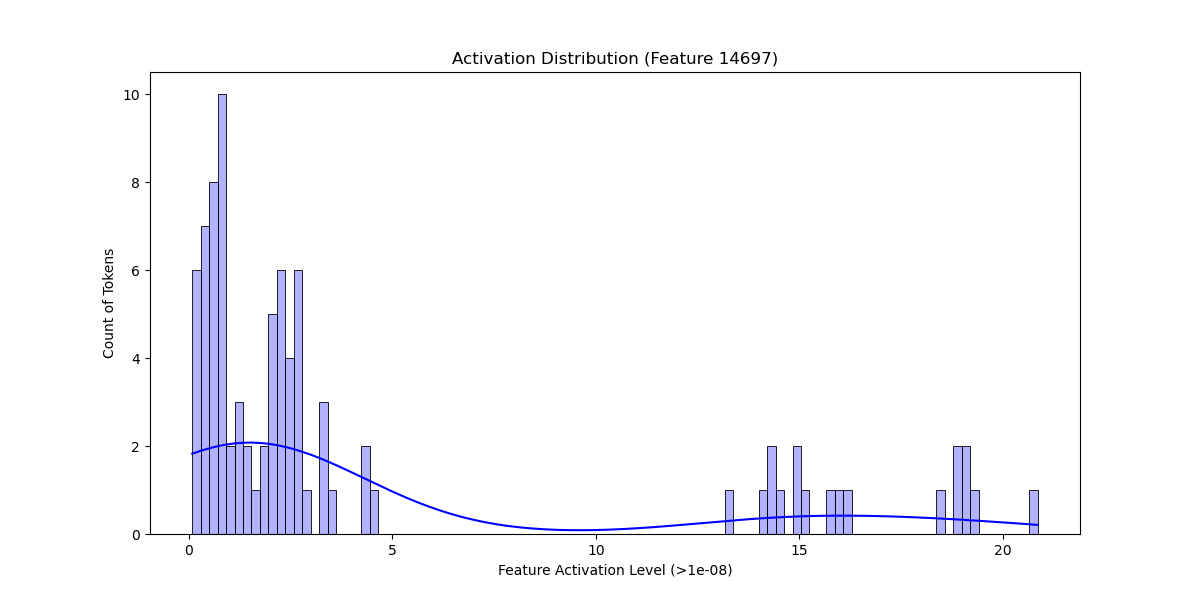 Activation Distribution (Feature 14697)
10
8
6
4
2
0
Count of Tokens
0 5 10 15 20
Feature Activation Level (>1e-08)